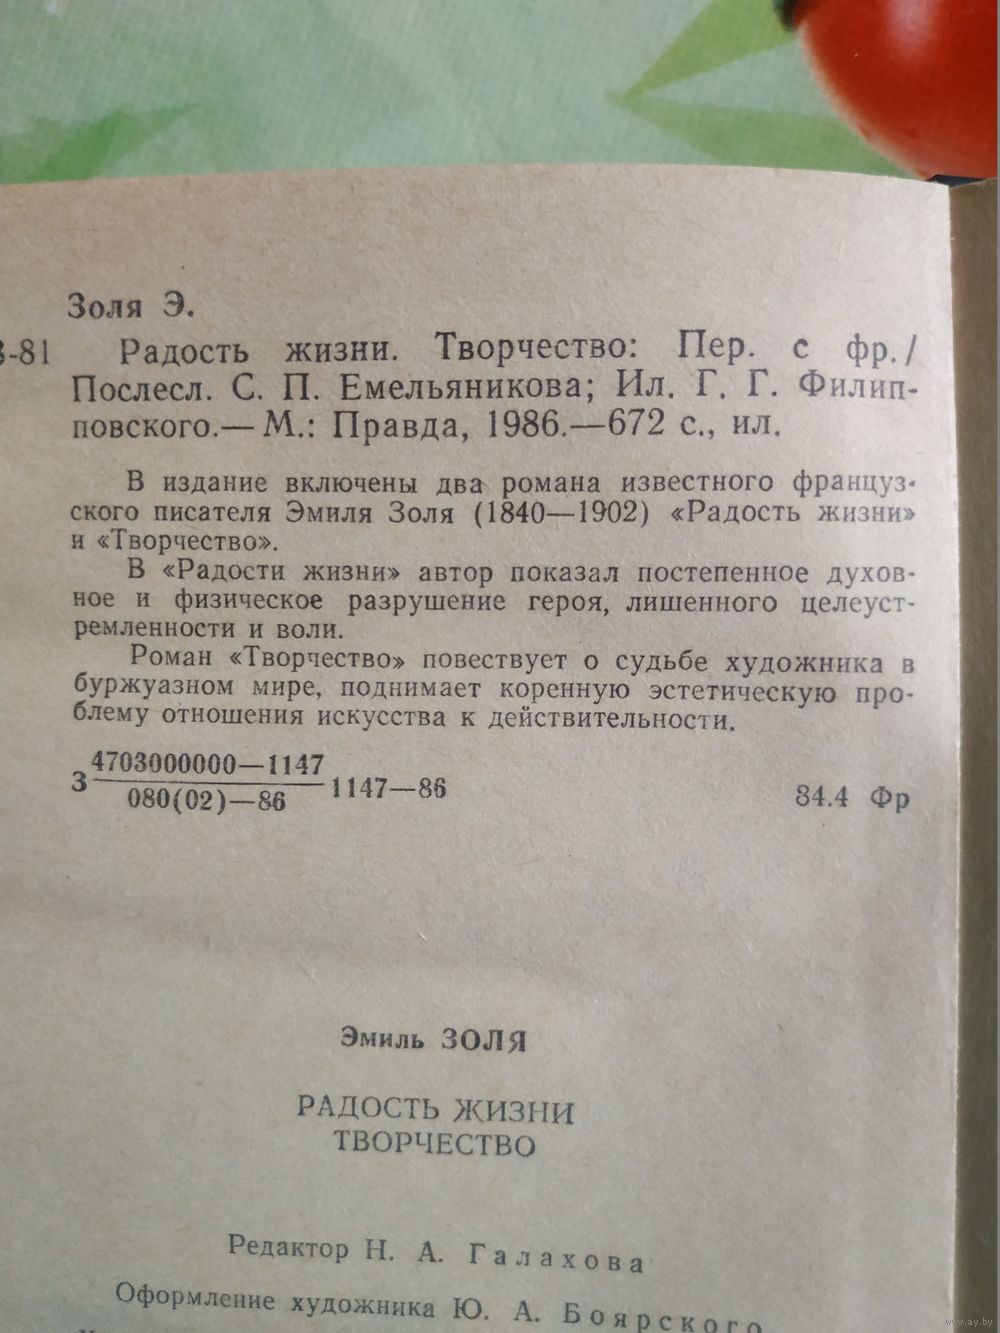 Золя Э.
3-81 Радость жизни. Творчество: Пер. с фр./
Послесл. С. П. Емельяникова; Ил. Г. Г. Филип-
повского.— М.: Правда, 1986.—672 с., ил.
В издание включены два романа известного француз-
ского писателя Эмиля Золя (1840—1902) «Радость жизни»
и «Творчество».
В «Радости жизни» автор показал постепенное духов-
ное и физическое разрушение героя, лишенного целеуст-
ремленности и воли.
Роман «Творчество» повествует о судьбе художника в
буржуазном мире, поднимает коренную эстетическую про-
блему отношения искусства к действительности.
4703000000—1147
З 1147—86
080(02)—86
84.4 Фр
Эмиль ЗОЛЯ
РАДОСТЬ ЖИЗНИ
ТВОРЧЕСТВО
Редактор Н. А. Галахова
Оформление художника Ю. А. Боярского
www.ay.by